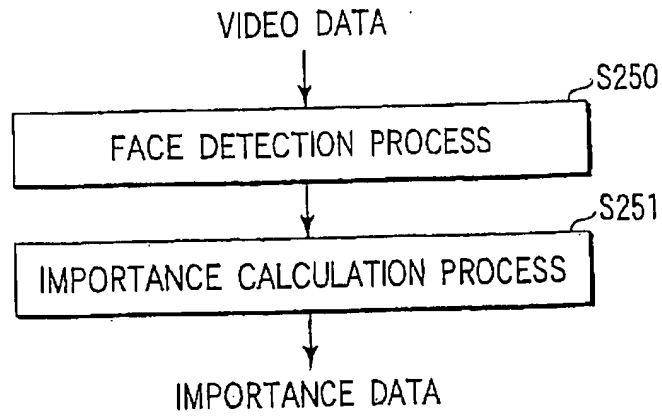 VIDEO DATA
S250
FACE DETECTION PROCESS
S251
IMPORTANCE CALCULATION PROCESS
IMPORTANCE DATA